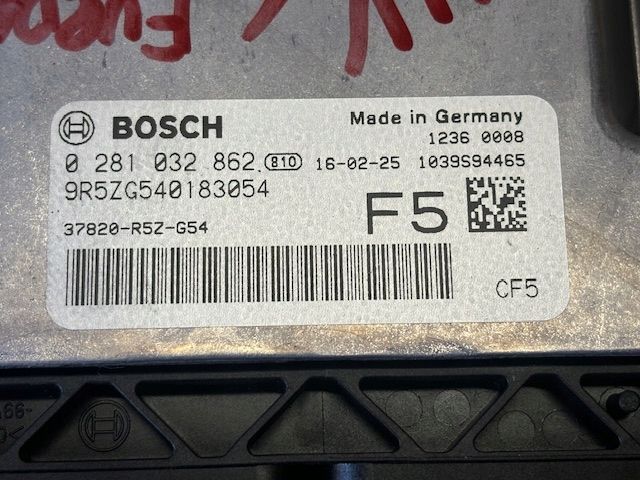 BOSCH
Made in Germany
1236 0008
0 281 032 862 810 16-02-25 1039S94465
9R5ZG540183054
F5
37820-R5Z-G54
CF5